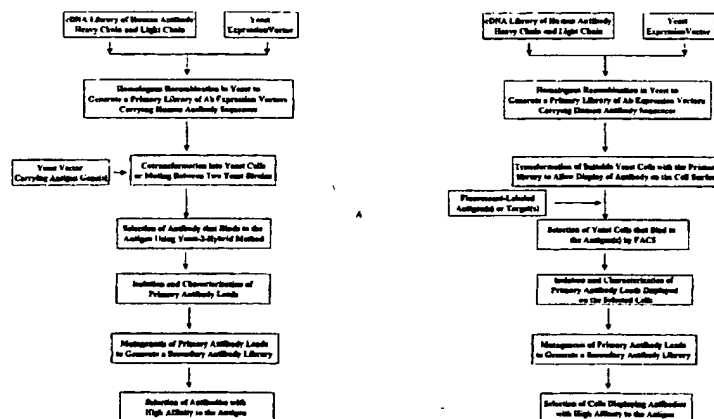 cDNA Library of Human Antibody
Heavy Chain and Light Chain
Yeast
Expression Vector
Homologous Recombination in Yeast to
Generate a Primary Library of Ab Expression Vectors
Carrying Human Antibody Sequences
Yeast Vector
Carrying Antigen Gene(s)
Cotransformation into Yeast Cells
or Mating Between Two Yeast Strains
Selection of Antibody that Binds to the
Antigen Using Yeast-2-Hybrid Method
Isolation and Characterization of
Primary Antibody Leads
Mutagenesis of Primary Antibody Leads
to Generate a Secondary Antibody Library
Selection of Antibodies with
High Affinity to the Antigen
A
cDNA Library of Human Antibody
Heavy Chain and Light Chain
Yeast
Expression Vector
Homologous Recombination in Yeast to
Generate a Primary Library of Ab Expression Vectors
Carrying Human Antibody Sequences
Transformation of Suitable Yeast Cells with the Primary
library to Allow Display of Antibody on the Cell Surface
Fluorescent-Labeled
Antigen(s) or Target(s)
Selection of Yeast Cells that Bind to
the Antigen(s) by FACS
Isolation and Characterization of
Primary Antibody Leads Displayed
on the Selected Cells
Mutagenesis of Primary Antibody Leads
to Generate a Secondary Antibody Library
Selection of Cells Displaying Antibodies
with High Affinity to the Antigen